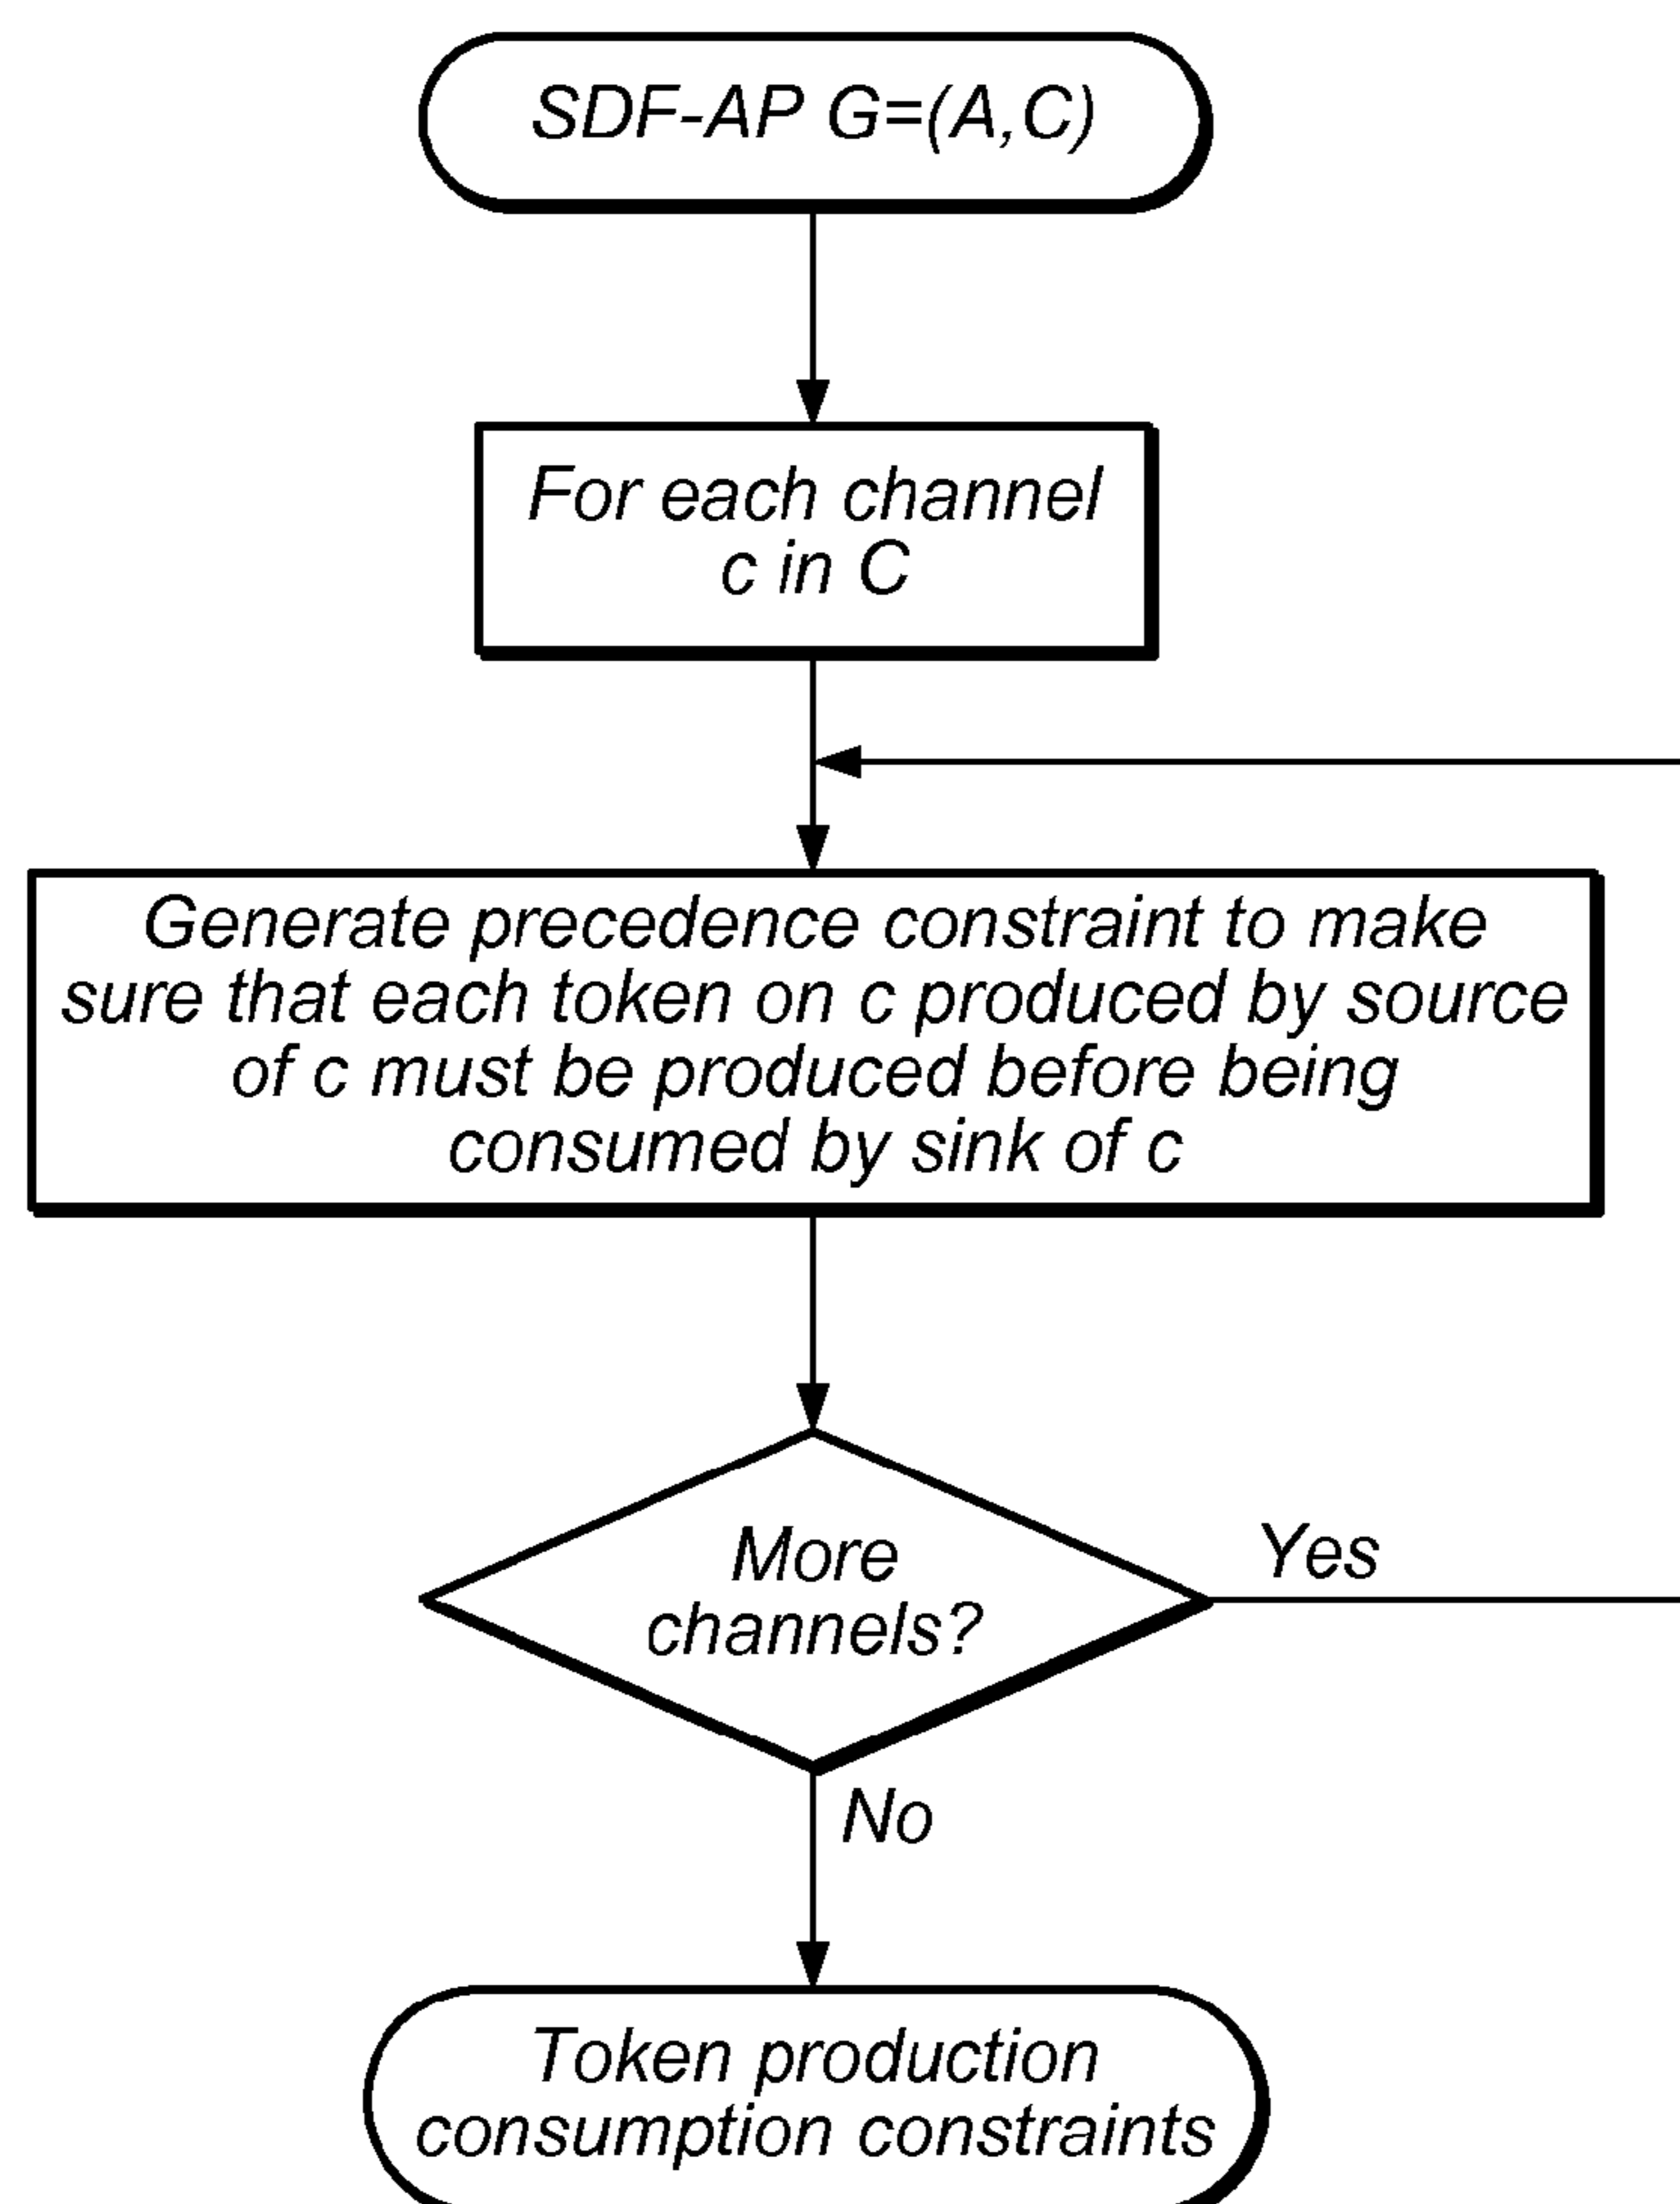 SDF-AP G=(A,C)
For each channel
c in C
Generate precedence constraint to make
sure that each token on c produced by source
of c must be produced before being
consumed by sink of c
More
channels?
Yes
No
Token production
consumption constraints